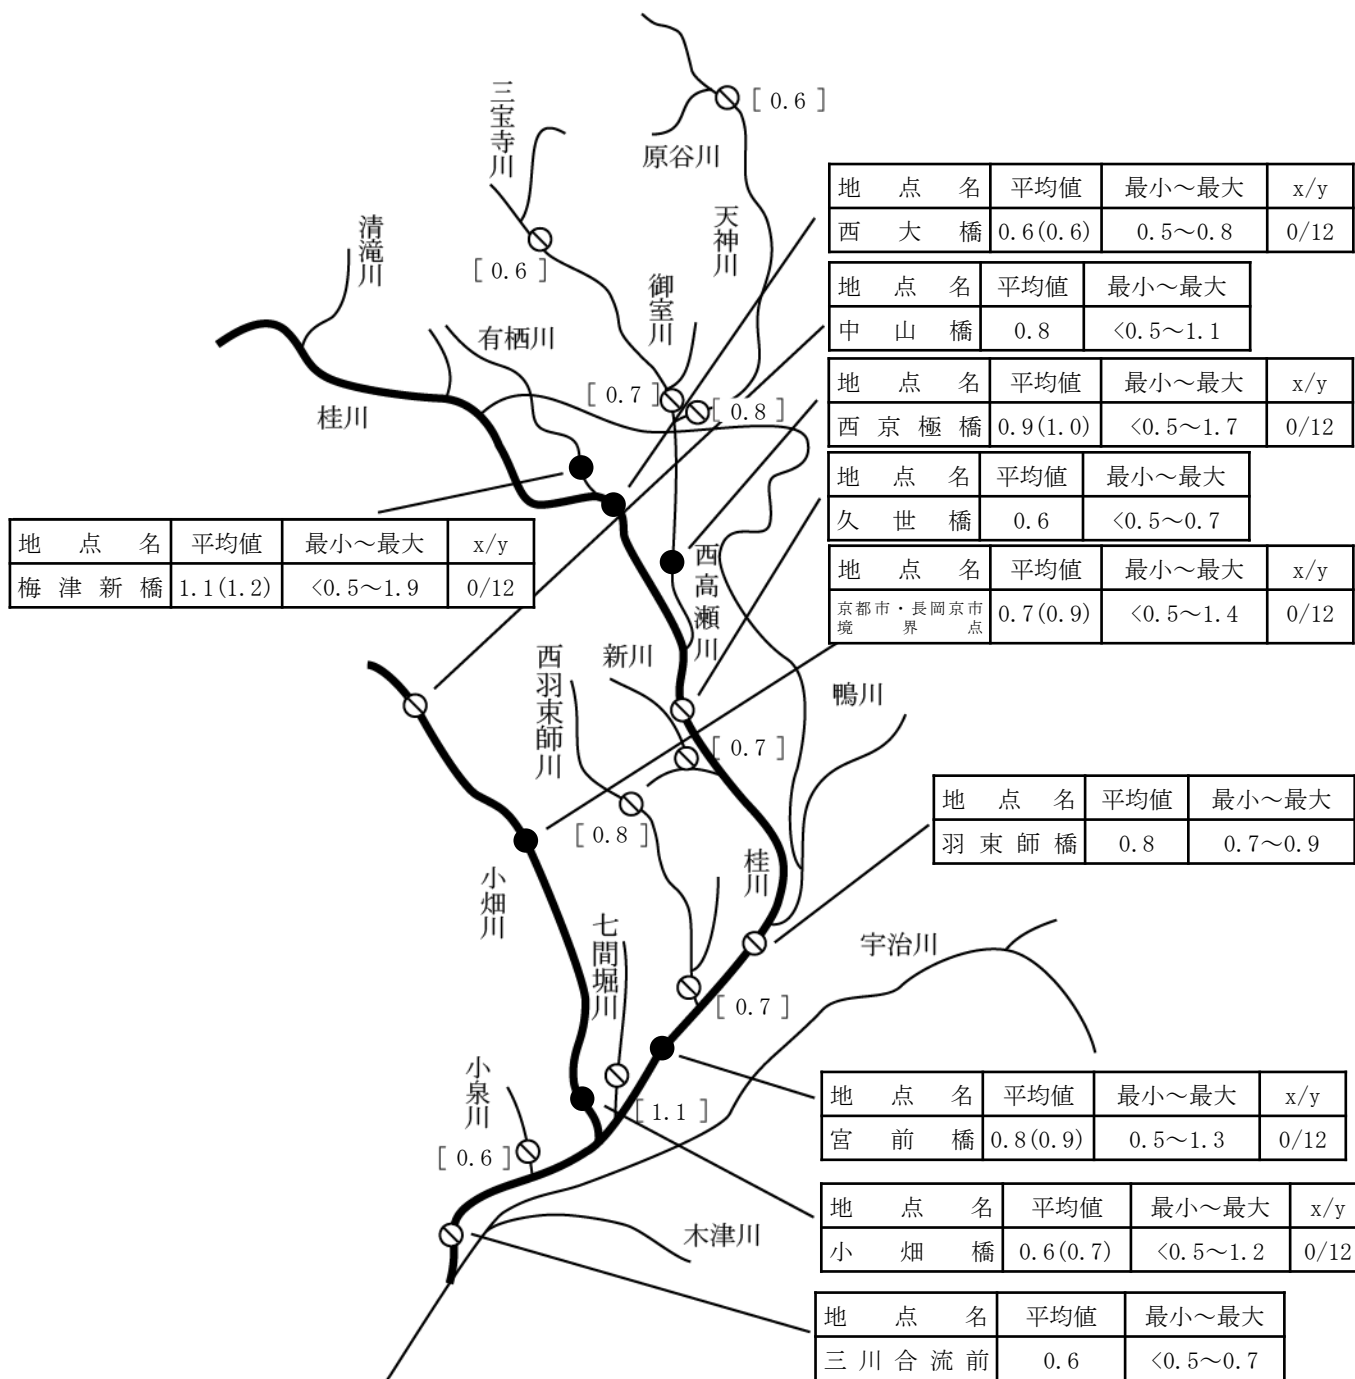 [ 0.6 ]
三宝寺川
原谷川
地点名 平均値 最小～最大 x/y
西大橋 0.6(0.6) 0.5～0.8 0/12
天神川
清滝川
[ 0.6 ]
御室川
地点名 平均値 最小～最大
中山橋 0.8 <0.5～1.1
有栖川
地点名 平均値 最小～最大 x/y
西京極橋 0.9(1.0) <0.5～1.7 0/12
[ 0.7 ]
[ 0.8 ]
桂川
地点名 平均値 最小～最大
久世橋 0.6 <0.5～0.7
地点名 平均値 最小～最大 x/y
梅津新橋 1.1(1.2) <0.5～1.9 0/12
地点名 平均値 最小～最大 x/y
京都市・長岡京市
境界点 0.7(0.9) <0.5～1.4 0/12
西高瀬川
新川
西羽束師川
鴨川
[ 0.7 ]
[ 0.8 ]
地点名 平均値 最小～最大
羽束師橋 0.8 0.7～0.9
桂川
小畑川
七間堀川
宇治川
[ 0.7 ]
小泉川
地点名 平均値 最小～最大 x/y
宮前橋 0.8(0.9) 0.5～1.3 0/12
[ 1.1 ]
[ 0.6 ]
地点名 平均値 最小～最大 x/y
小畑橋 0.6(0.7) <0.5～1.2 0/12
木津川
地点名 平均値 最小～最大
三川合流前 0.6 <0.5～0.7